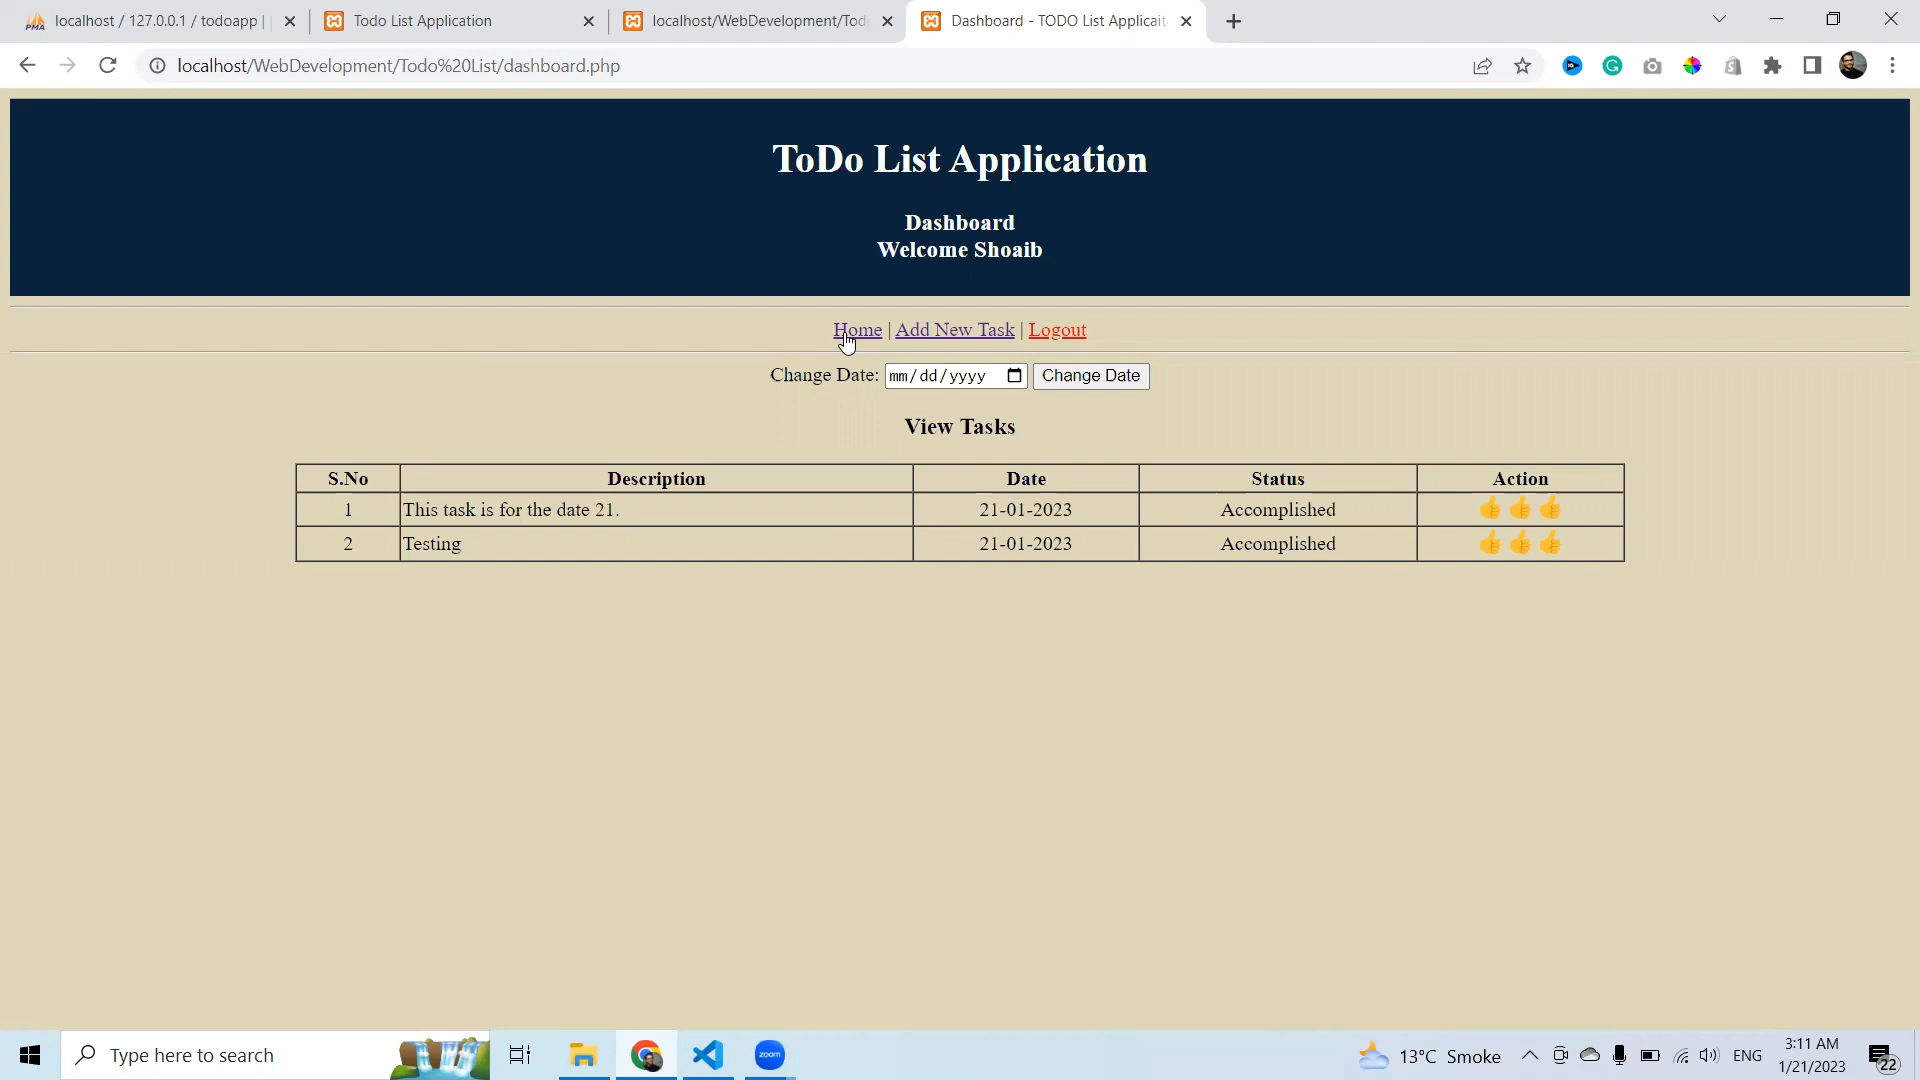 localhost / 127.0.0.1 / todoapp |
Todo List Application
localhost/WebDevelopment/Tod
Dashboard - TODO List Applicait
localhost/WebDevelopment/Todo%20List/dashboard.php
ToDo List Application
Dashboard
Welcome Shoaib
Home | Add New Task | Logout
Change Date: mm/dd/yyyy Change Date
View Tasks
S.No Description Date Status Action
1 This task is for the date 21. 21-01-2023 Accomplished 👍 👍 👍
2 Testing 21-01-2023 Accomplished 👍 👍 👍
Type here to search
zoom
13°C Smoke
ENG
3:11 AM
1/21/2023
22